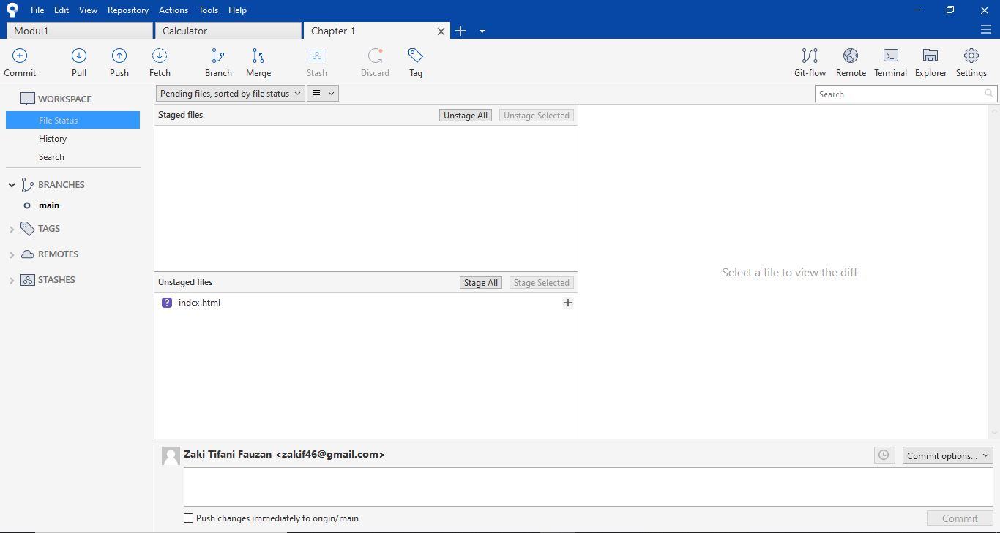 File Edit View Repository Actions Tools Help
Modul1 Calculator Chapter 1
Commit Pull Push Fetch Branch Merge Stash Discard Tag Git-flow Remote Terminal Explorer Settings
WORKSPACE
File Status
History
Search
BRANCHES
main
TAGS
REMOTES
STASHES
Pending files, sorted by file status
Search
Staged files Unstage All Unstage Selected
Unstaged files Stage All Stage Selected
? index.html
Select a file to view the diff
Zaki Tifani Fauzan <zakif46@gmail.com> Commit options...
Push changes immediately to origin/main Commit